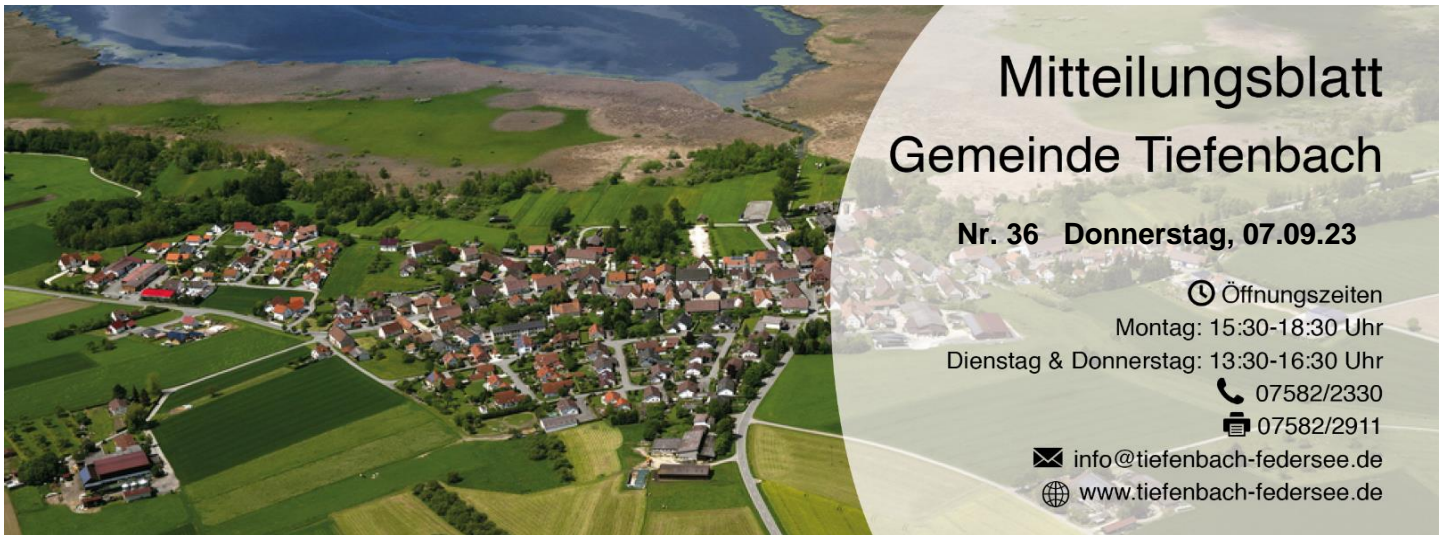 Mitteilungsblatt
Gemeinde Tiefenbach
Nr. 36 Donnerstag, 07.09.23
Öffnungszeiten
Montag: 15:30-18:30 Uhr
Dienstag & Donnerstag: 13:30-16:30 Uhr
07582/2330
07582/2911
info@tiefenbach-federsee.de
www.tiefenbach-federsee.de